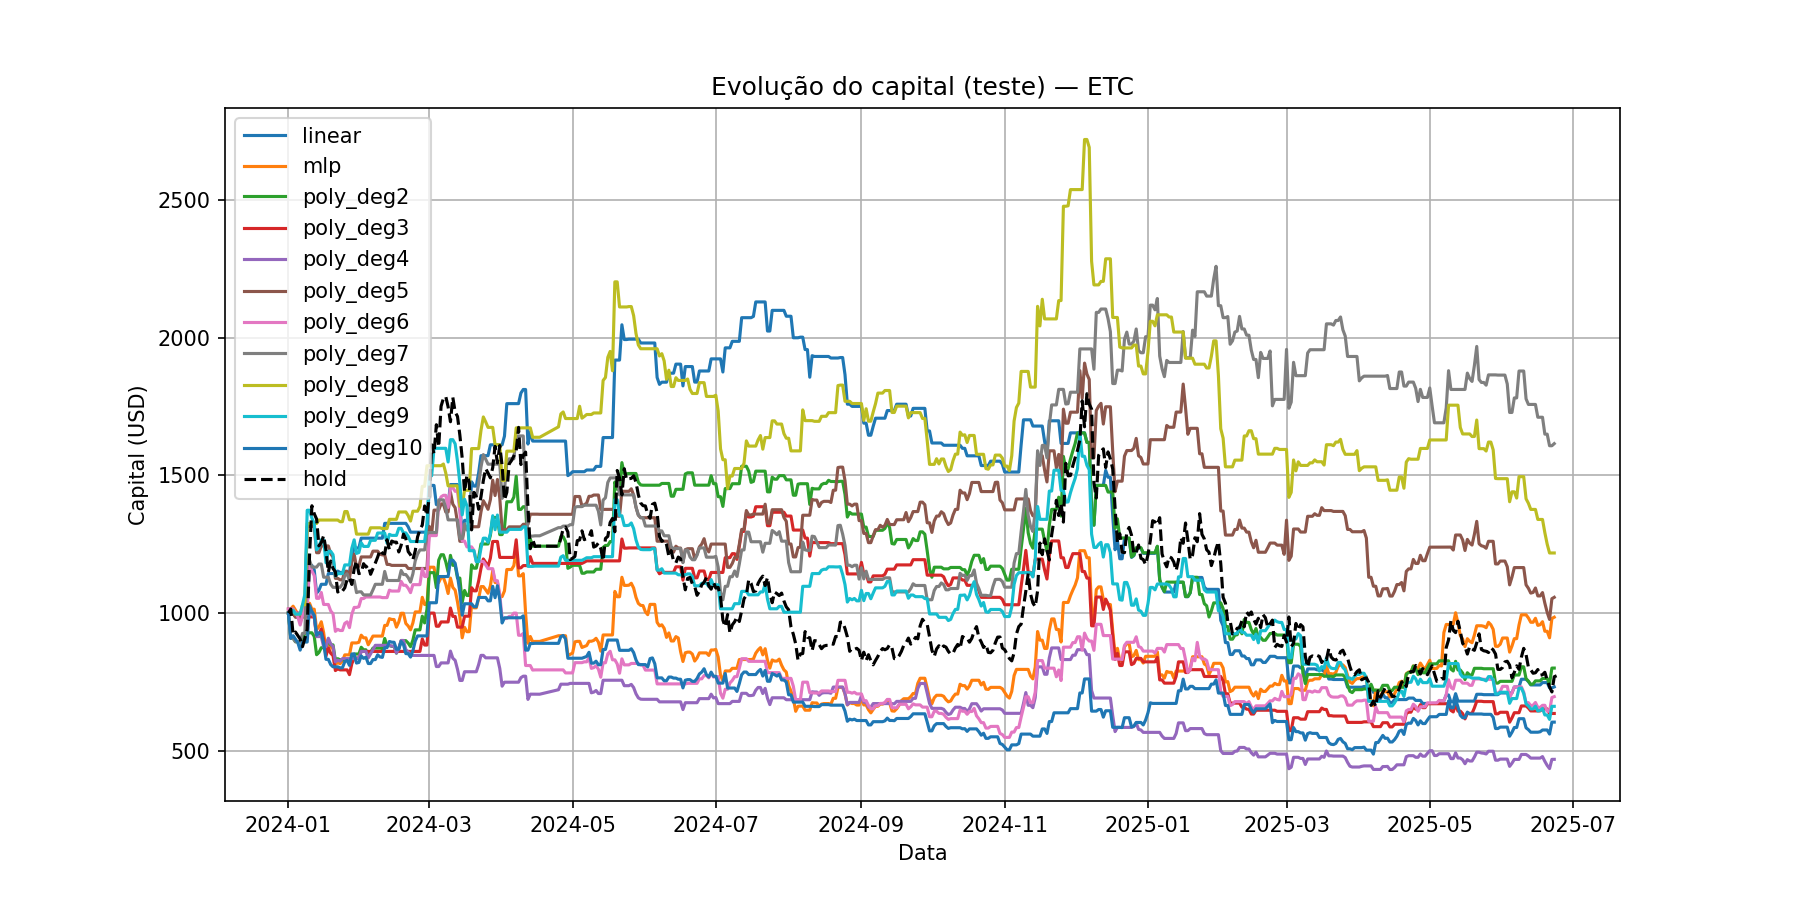 Evolução do capital (teste) — ETC
linear
mlp
poly_deg2
poly_deg3
poly_deg4
poly_deg5
poly_deg6
poly_deg7
poly_deg8
poly_deg9
poly_deg10
hold
Capital (USD)
2500
2000
1500
1000
500
2024-01
2024-03
2024-05
2024-07
2024-09
2024-11
2025-01
2025-03
2025-05
2025-07
Data